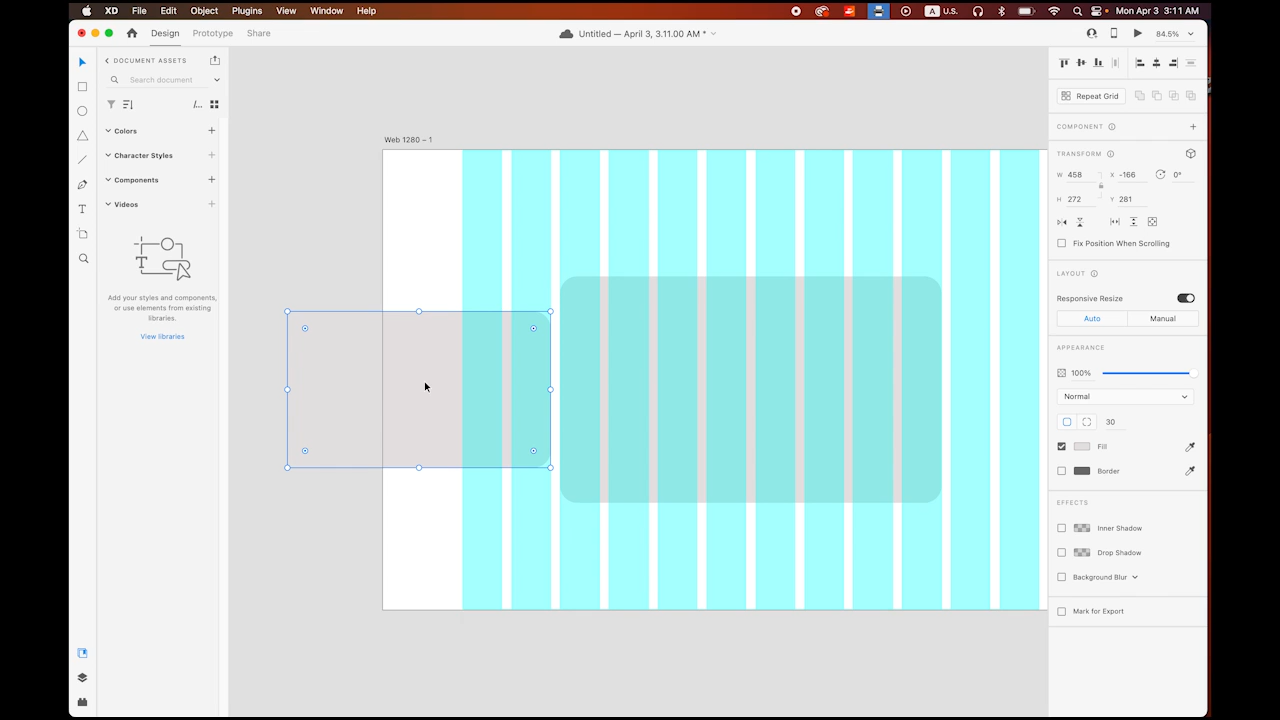 XD File Edit Object Plugins View Window Help
A U.S. Mon Apr 3 3:11 AM
Design Prototype Share
Untitled — April 3, 3.11.00 AM *
84.5%
DOCUMENT ASSETS
Search document
/...
Colors
Character Styles
Components
Videos
Add your styles and components,
or use elements from existing
libraries.
View libraries
Web 1280 – 1
Repeat Grid
COMPONENT
TRANSFORM
W 458 X -166 0°
H 272 Y 281
Fix Position When Scrolling
LAYOUT
Responsive Resize
Auto Manual
APPEARANCE
100%
Normal
30
Fill
Border
EFFECTS
Inner Shadow
Drop Shadow
Background Blur
Mark for Export